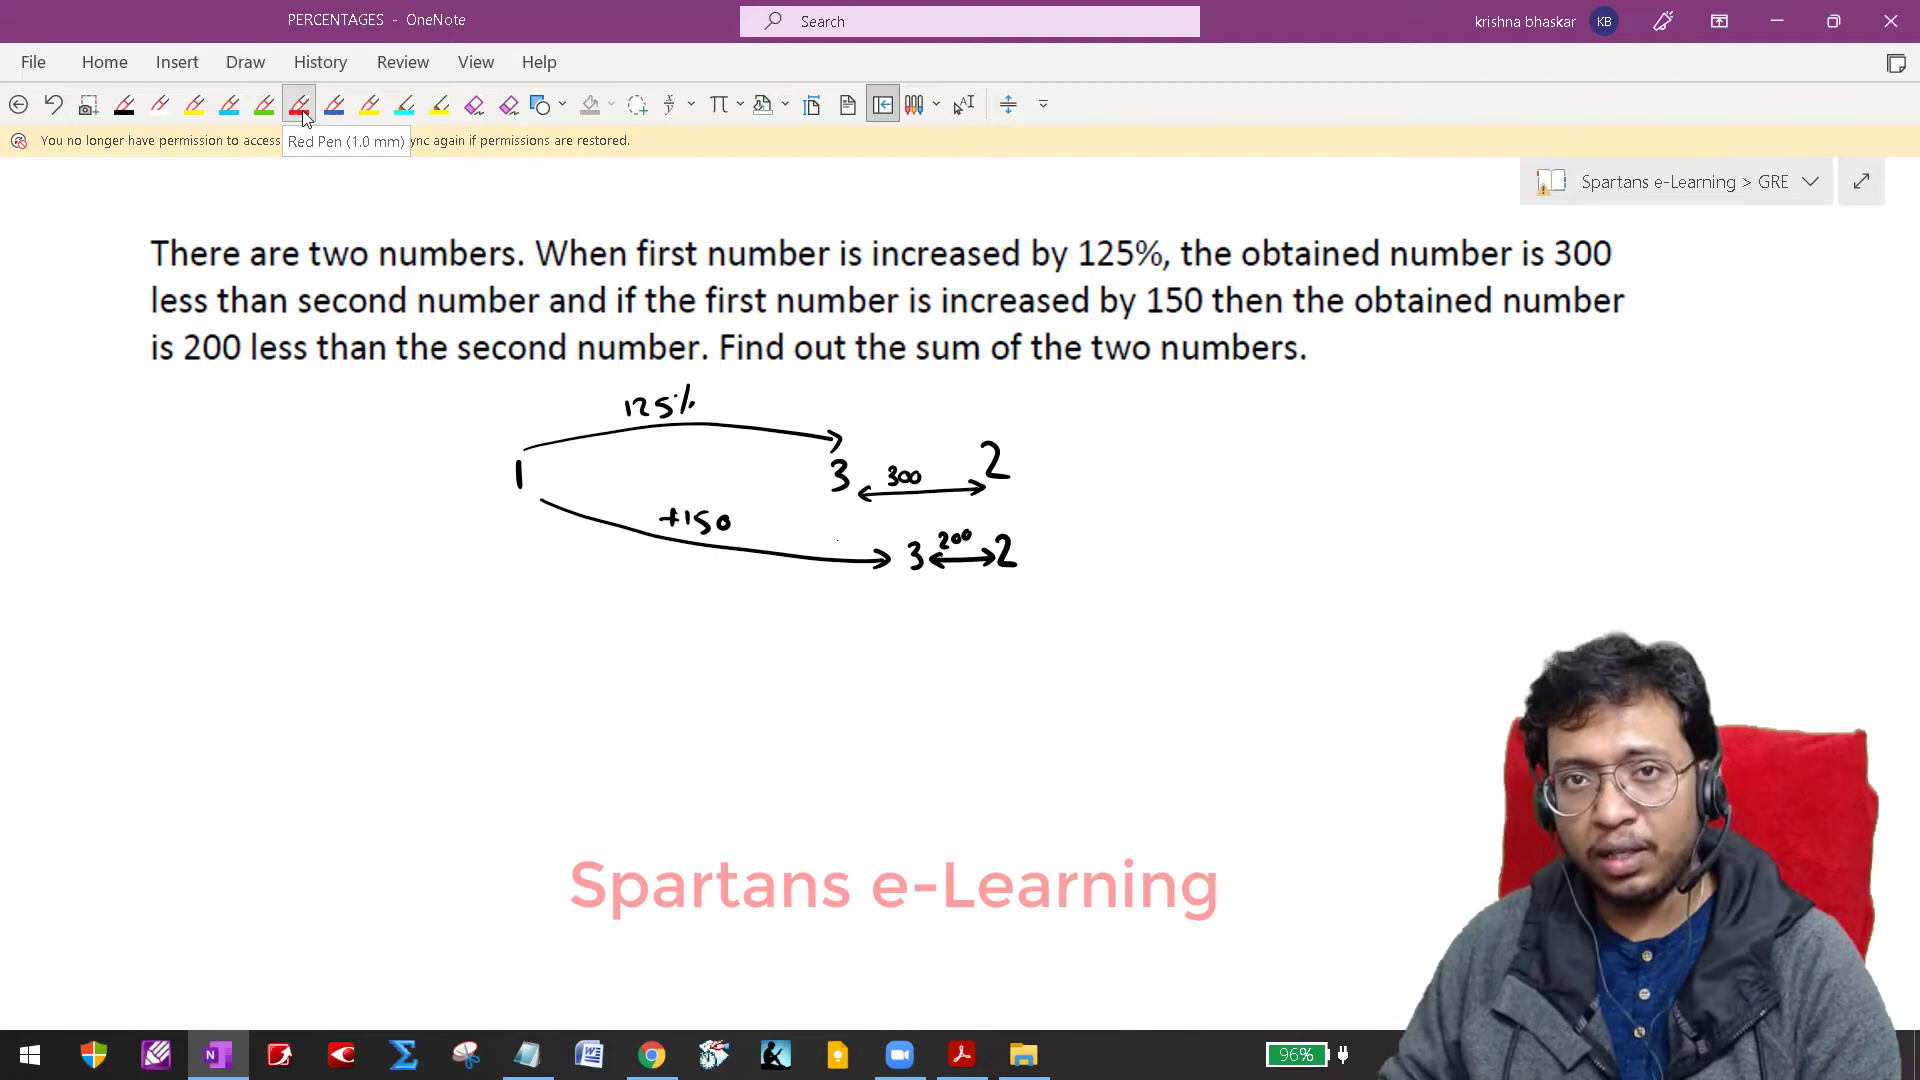 PERCENTAGES - OneNote
Search
krishna bhaskar
KB
File Home Insert Draw History Review View Help
You no longer have permission to access
Red Pen (1.0 mm)
ync again if permissions are restored.
Spartans e-Learning > GRE
There are two numbers. When first number is increased by 125%, the obtained number is 300
less than second number and if the first number is increased by 150 then the obtained number
is 200 less than the second number. Find out the sum of the two numbers.
125%
1 3 300 2
+150
3 200 2
Spartans e-Learning
96%